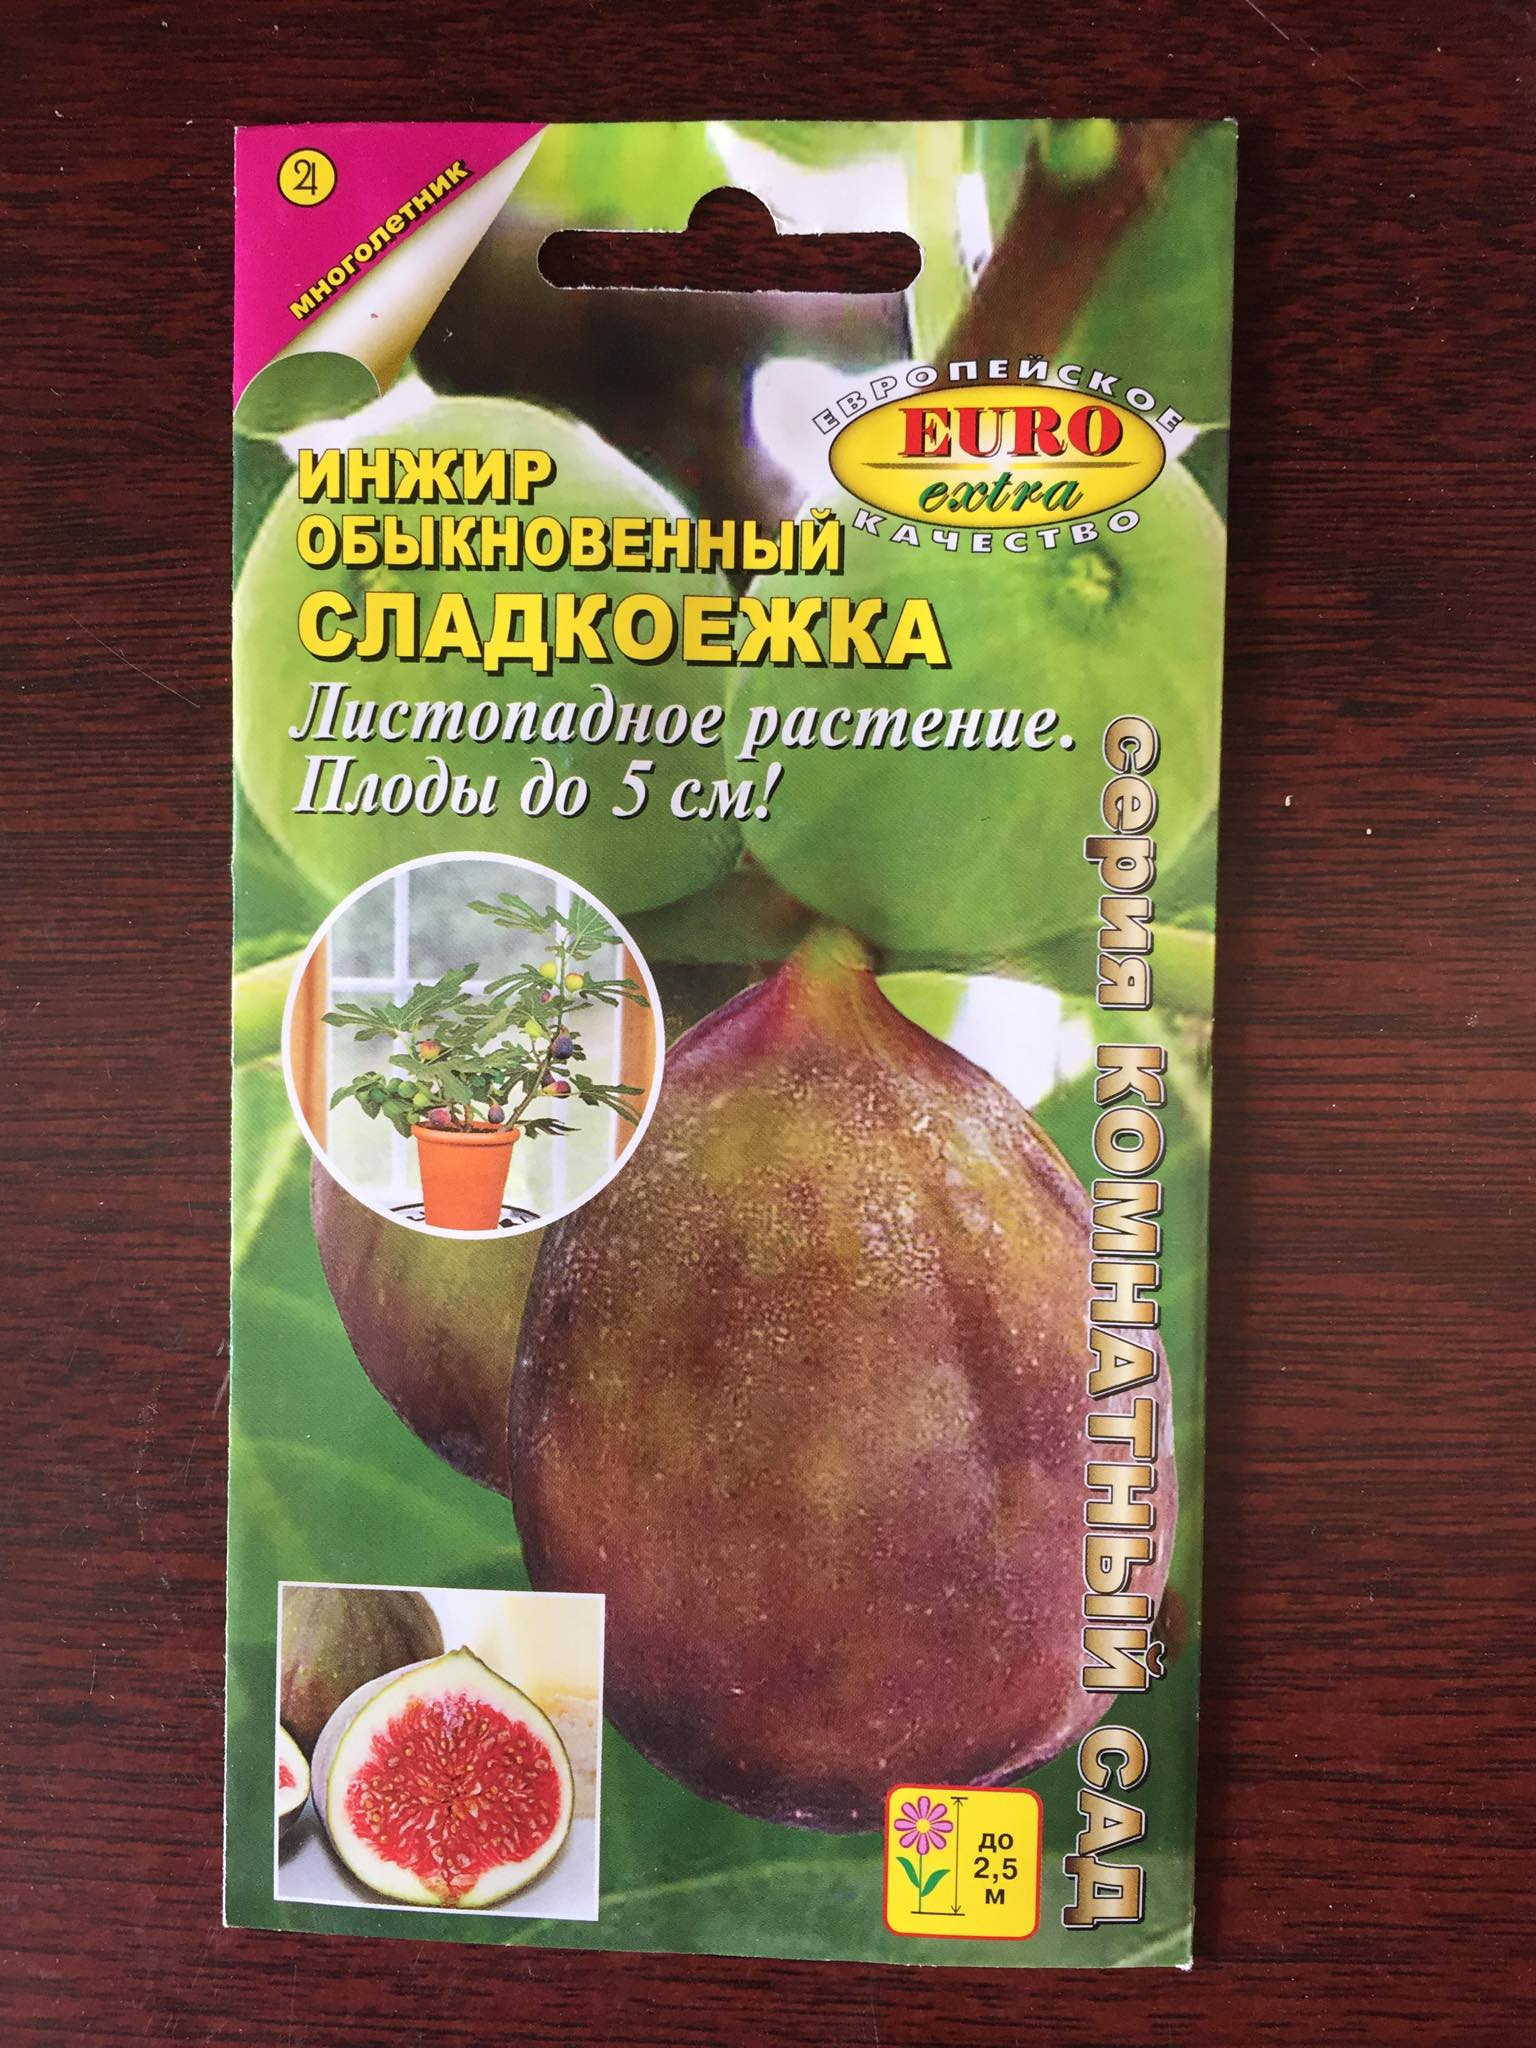 многолетник
ЕВРОПЕЙСКОЕ
EURO
extra
КАЧЕСТВО
ИНЖИР
ОБЫКНОВЕННЫЙ
СЛАДКОЕЖКА
Листопадное растение.
Плоды до 5 см!
серия КОМНАТНЫЙ САД
до
2,5
м